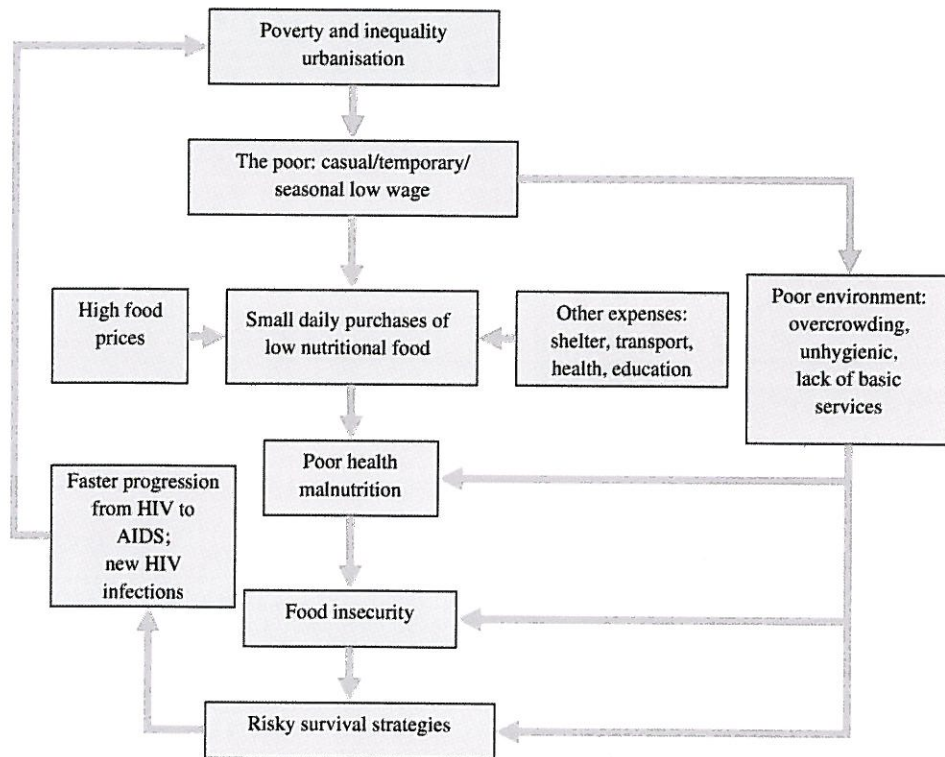 Poverty and inequality
urbanisation
The poor: casual/temporary/
seasonal low wage
High food
prices
Small daily purchases of
low nutritional food
Other expenses:
shelter, transport,
health, education
Poor environment:
overcrowding,
unhygienic,
lack of basic
services
Poor health
malnutrition
Faster progression
from HIV to
AIDS;
new HIV
infections
Food insecurity
Risky survival strategies